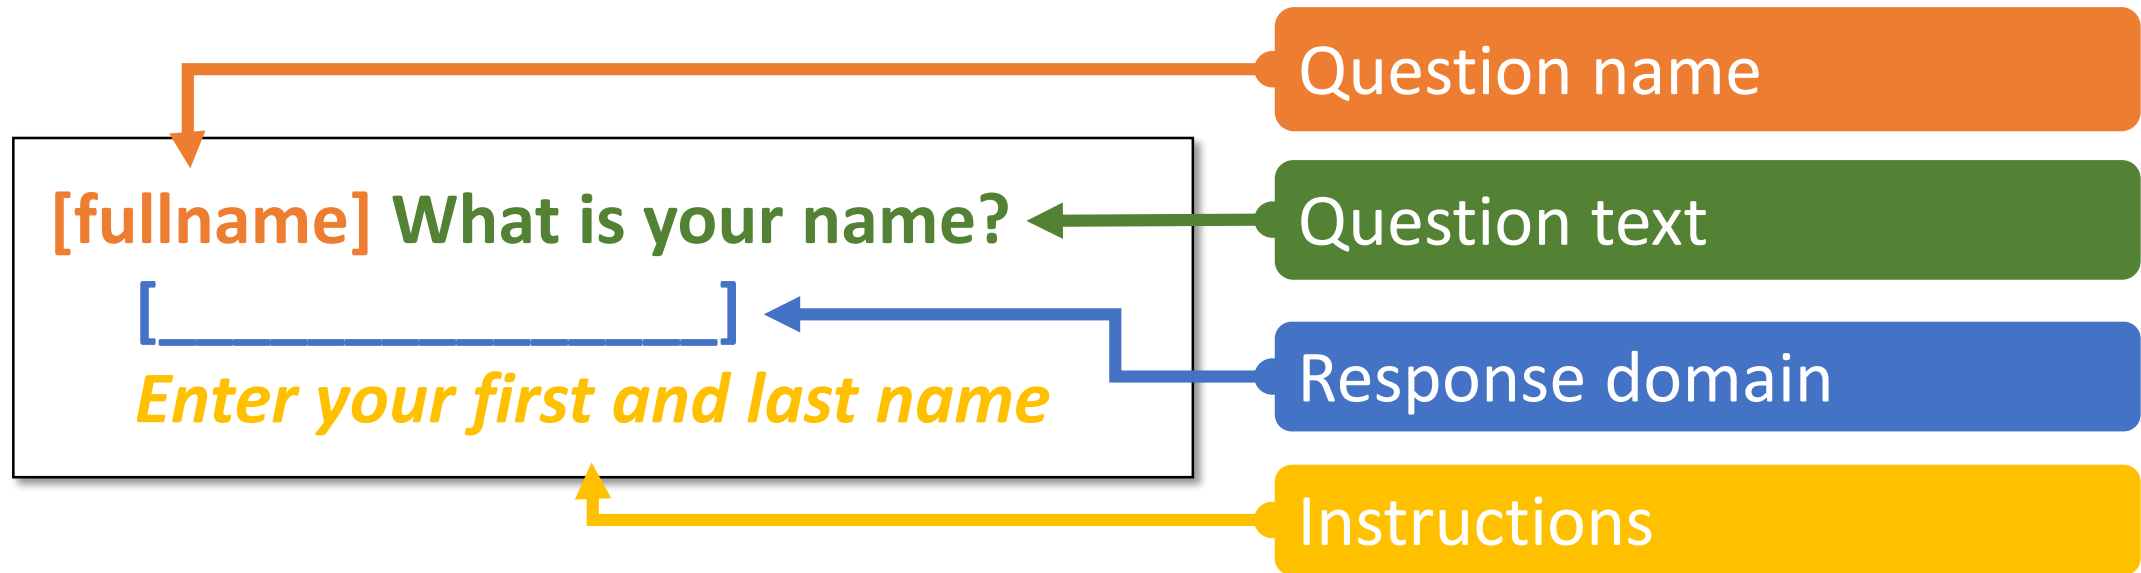 Question name
[fullname] What is your name?
Question text
[_______________]
Response domain
Enter your first and last name
Instructions